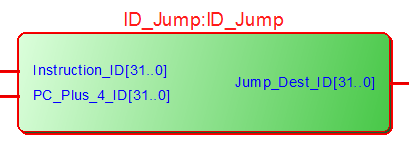 ID_Jump:ID_Jump
Instruction_ID[31..0]
PC_Plus_4_ID[31..0]
Jump_Dest_ID[31..0]